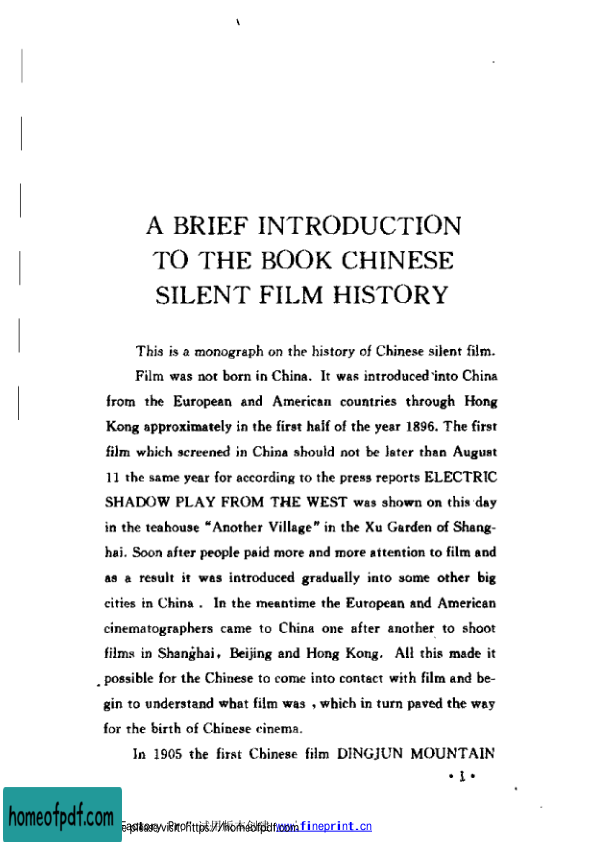 A BRIEF INTRODUCTION
TO THE BOOK CHINESE
SILENT FILM HISTORY
This is a monograph on the history of Chinese silent film.
Film was not born in China. It was introduced into China
from the European and American countries through Hong
Kong approximately in the first half of the year 1896. The first
film which screened in China should not be later than August
11 the same year for according to the press reports ELECTRIC
SHADOW PLAY FROM THE WEST was shown on this day
in the teahouse "Another Village" in the Xu Garden of Shang-
hai. Soon after people paid more and more attention to film and
as a result it was introduced gradually into some other big
cities in China . In the meantime the European and American
cinematographers came to China one after another to shoot
films in Shanghai, Beijing and Hong Kong. All this made it
possible for the Chinese to come into contact with film and be-
gin to understand what film was , which in turn paved the way
for the birth of Chinese cinema.
In 1905 the first Chinese film DINGJUN MOUNTAIN
• 1 •
homeofpdf.com
Factory Pro" please visit: https://homeofpdf.com www.fineprint.cn